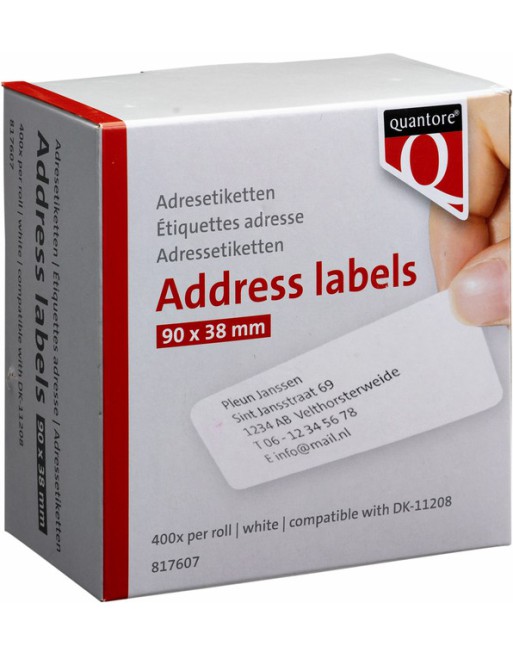 quantore®
Q
Adresetiketten
Étiquettes adresse
Adressetiketten
Address labels
90 x 38 mm
Pleun Janssen
Sint Jansstraat 69
1234 AB Velthorsterweide
T 06 - 12 34 56 78
E info@mail.nl
400x per roll | white | compatible with DK-11208
817607
Adresetiketten | Étiquettes adresse | Adressetiketten
Address labels 90 x 38 mm
400x per roll | white | compatible with DK-11208
817607